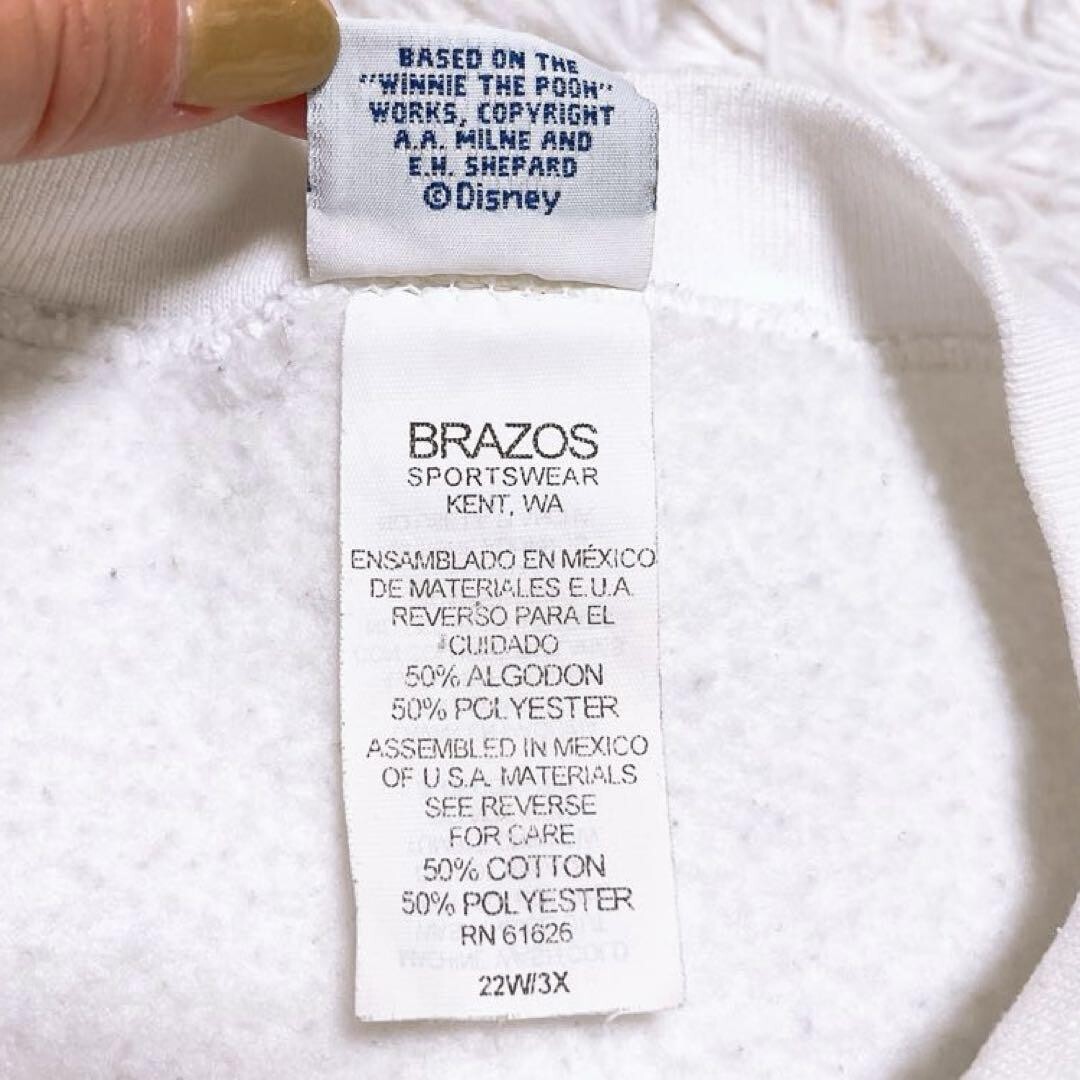 BASED ON THE
"WINNIE THE POOH"
WORKS, COPYRIGHT
A.A. MILNE AND
E.H. SHEPARD
©Disney
BRAZOS
SPORTSWEAR
KENT, WA
ENSAMBLADO EN MÉXICO
DE MATERIALES E.U.A.
REVERSO PARA EL
CUIDADO
50% ALGODON
50% POLYESTER
ASSEMBLED IN MEXICO
OF U.S.A. MATERIALS
SEE REVERSE
FOR CARE
50% COTTON
50% POLYESTER
RN 61626
22W/3X